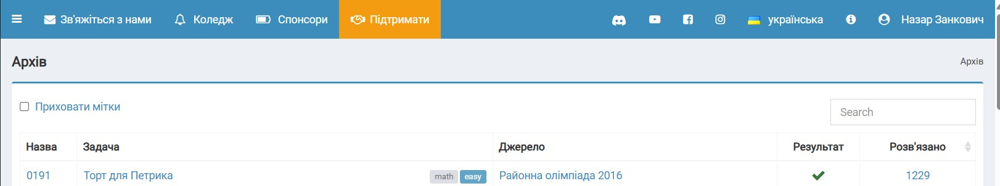 Зв'яжіться з нами Коледж Спонсори Підтримати українська Назар Занкович
Архів Архів
Приховати мітки Search
Назва Задача Джерело Результат Розв'язано
0191 Торт для Петрика math easy Районна олімпіада 2016 1229